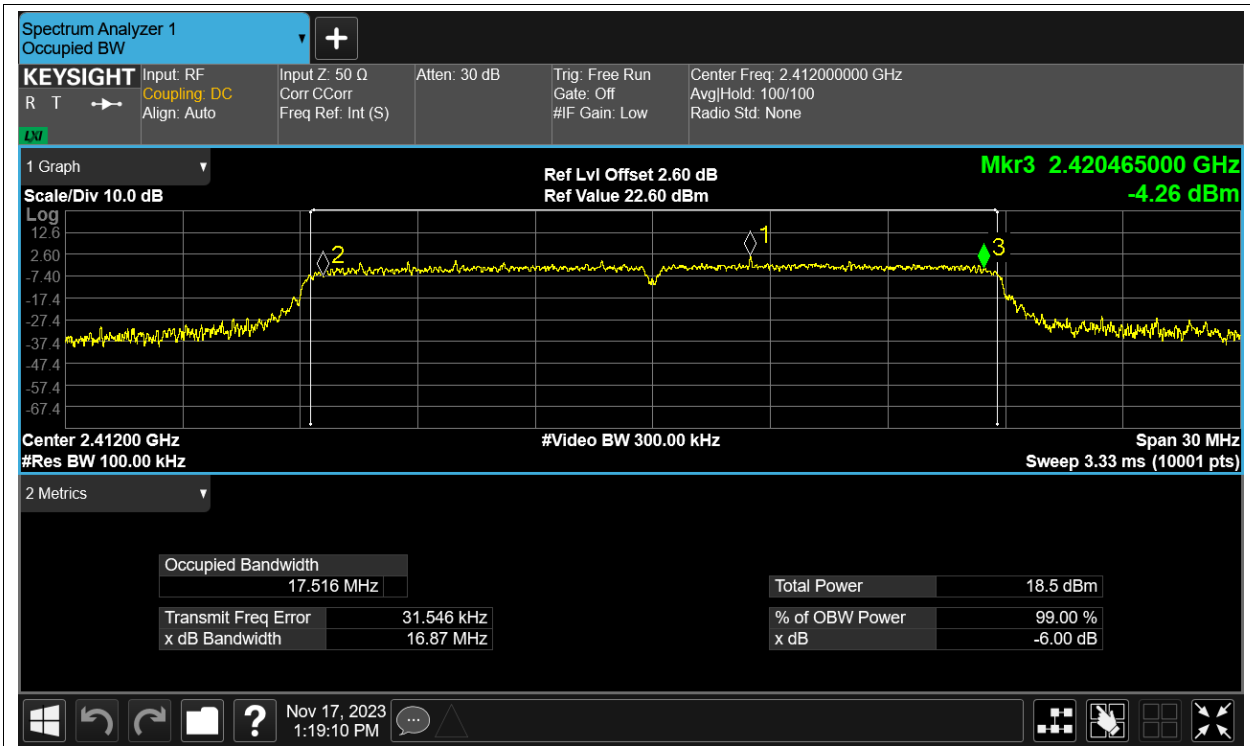 Spectrum Analyzer 1
Occupied BW
KEYSIGHT
R T
LXI
Input: RF
Coupling: DC
Align: Auto
Input Z: 50 Ω
Corr CCorr
Freq Ref: Int (S)
Atten: 30 dB
Trig: Free Run
Gate: Off
#IF Gain: Low
Center Freq: 2.412000000 GHz
Avg|Hold: 100/100
Radio Std: None
1 Graph
Scale/Div 10.0 dB
Ref Lvl Offset 2.60 dB
Ref Value 22.60 dBm
Mkr3 2.420465000 GHz
-4.26 dBm
Log
12.6
2.60
-7.40
-17.4
-27.4
-37.4
-47.4
-57.4
-67.4
2
1
3
Center 2.41200 GHz
#Res BW 100.00 kHz
#Video BW 300.00 kHz
Span 30 MHz
Sweep 3.33 ms (10001 pts)
2 Metrics
Occupied Bandwidth
17.516 MHz
Transmit Freq Error 31.546 kHz
x dB Bandwidth 16.87 MHz
Total Power 18.5 dBm
% of OBW Power 99.00 %
x dB -6.00 dB
?
Nov 17, 2023
1:19:10 PM